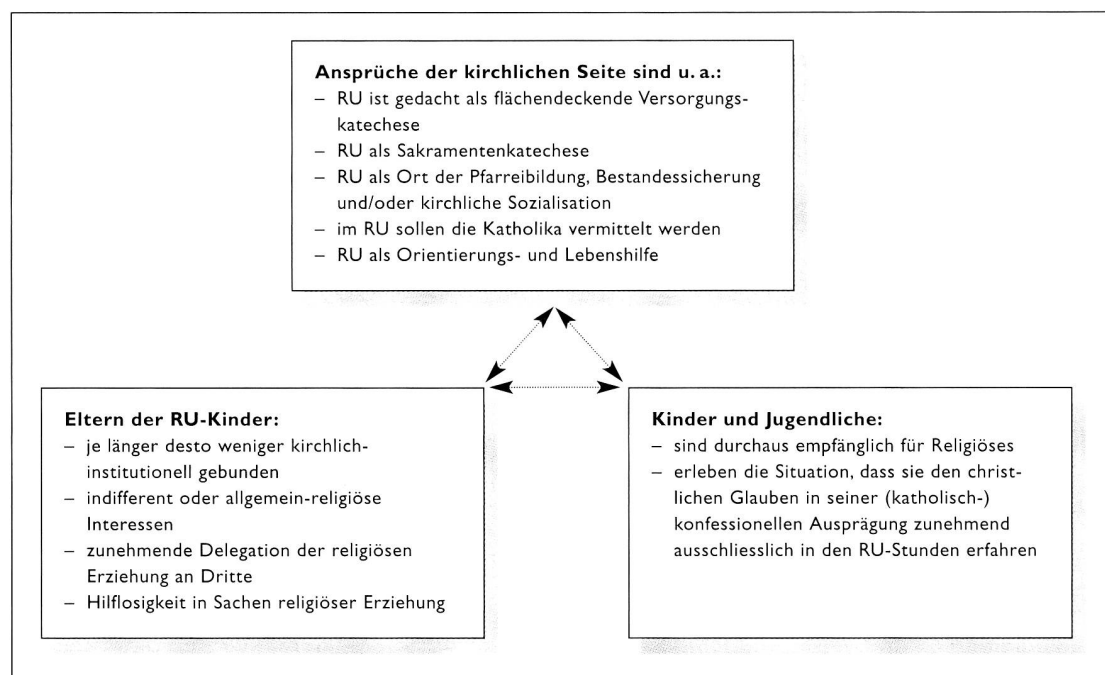 Ansprüche der kirchlichen Seite sind u. a.:
– RU ist gedacht als flächendeckende Versorgungs-
katechese
– RU als Sakramentenkatechese
– RU als Ort der Pfarreibildung, Bestandessicherung
und/oder kirchliche Sozialisation
– im RU sollen die Katholika vermittelt werden
– RU als Orientierungs- und Lebenshilfe
Eltern der RU-Kinder:
– je länger desto weniger kirchlich-
institutionell gebunden
– indifferent oder allgemein-religiöse
Interessen
– zunehmende Delegation der religiösen
Erziehung an Dritte
– Hilflosigkeit in Sachen religiöser Erziehung
Kinder und Jugendliche:
– sind durchaus empfänglich für Religiöses
– erleben die Situation, dass sie den christ-
lichen Glauben in seiner (katholisch-)
konfessionellen Ausprägung zunehmend
ausschliesslich in den RU-Stunden erfahren